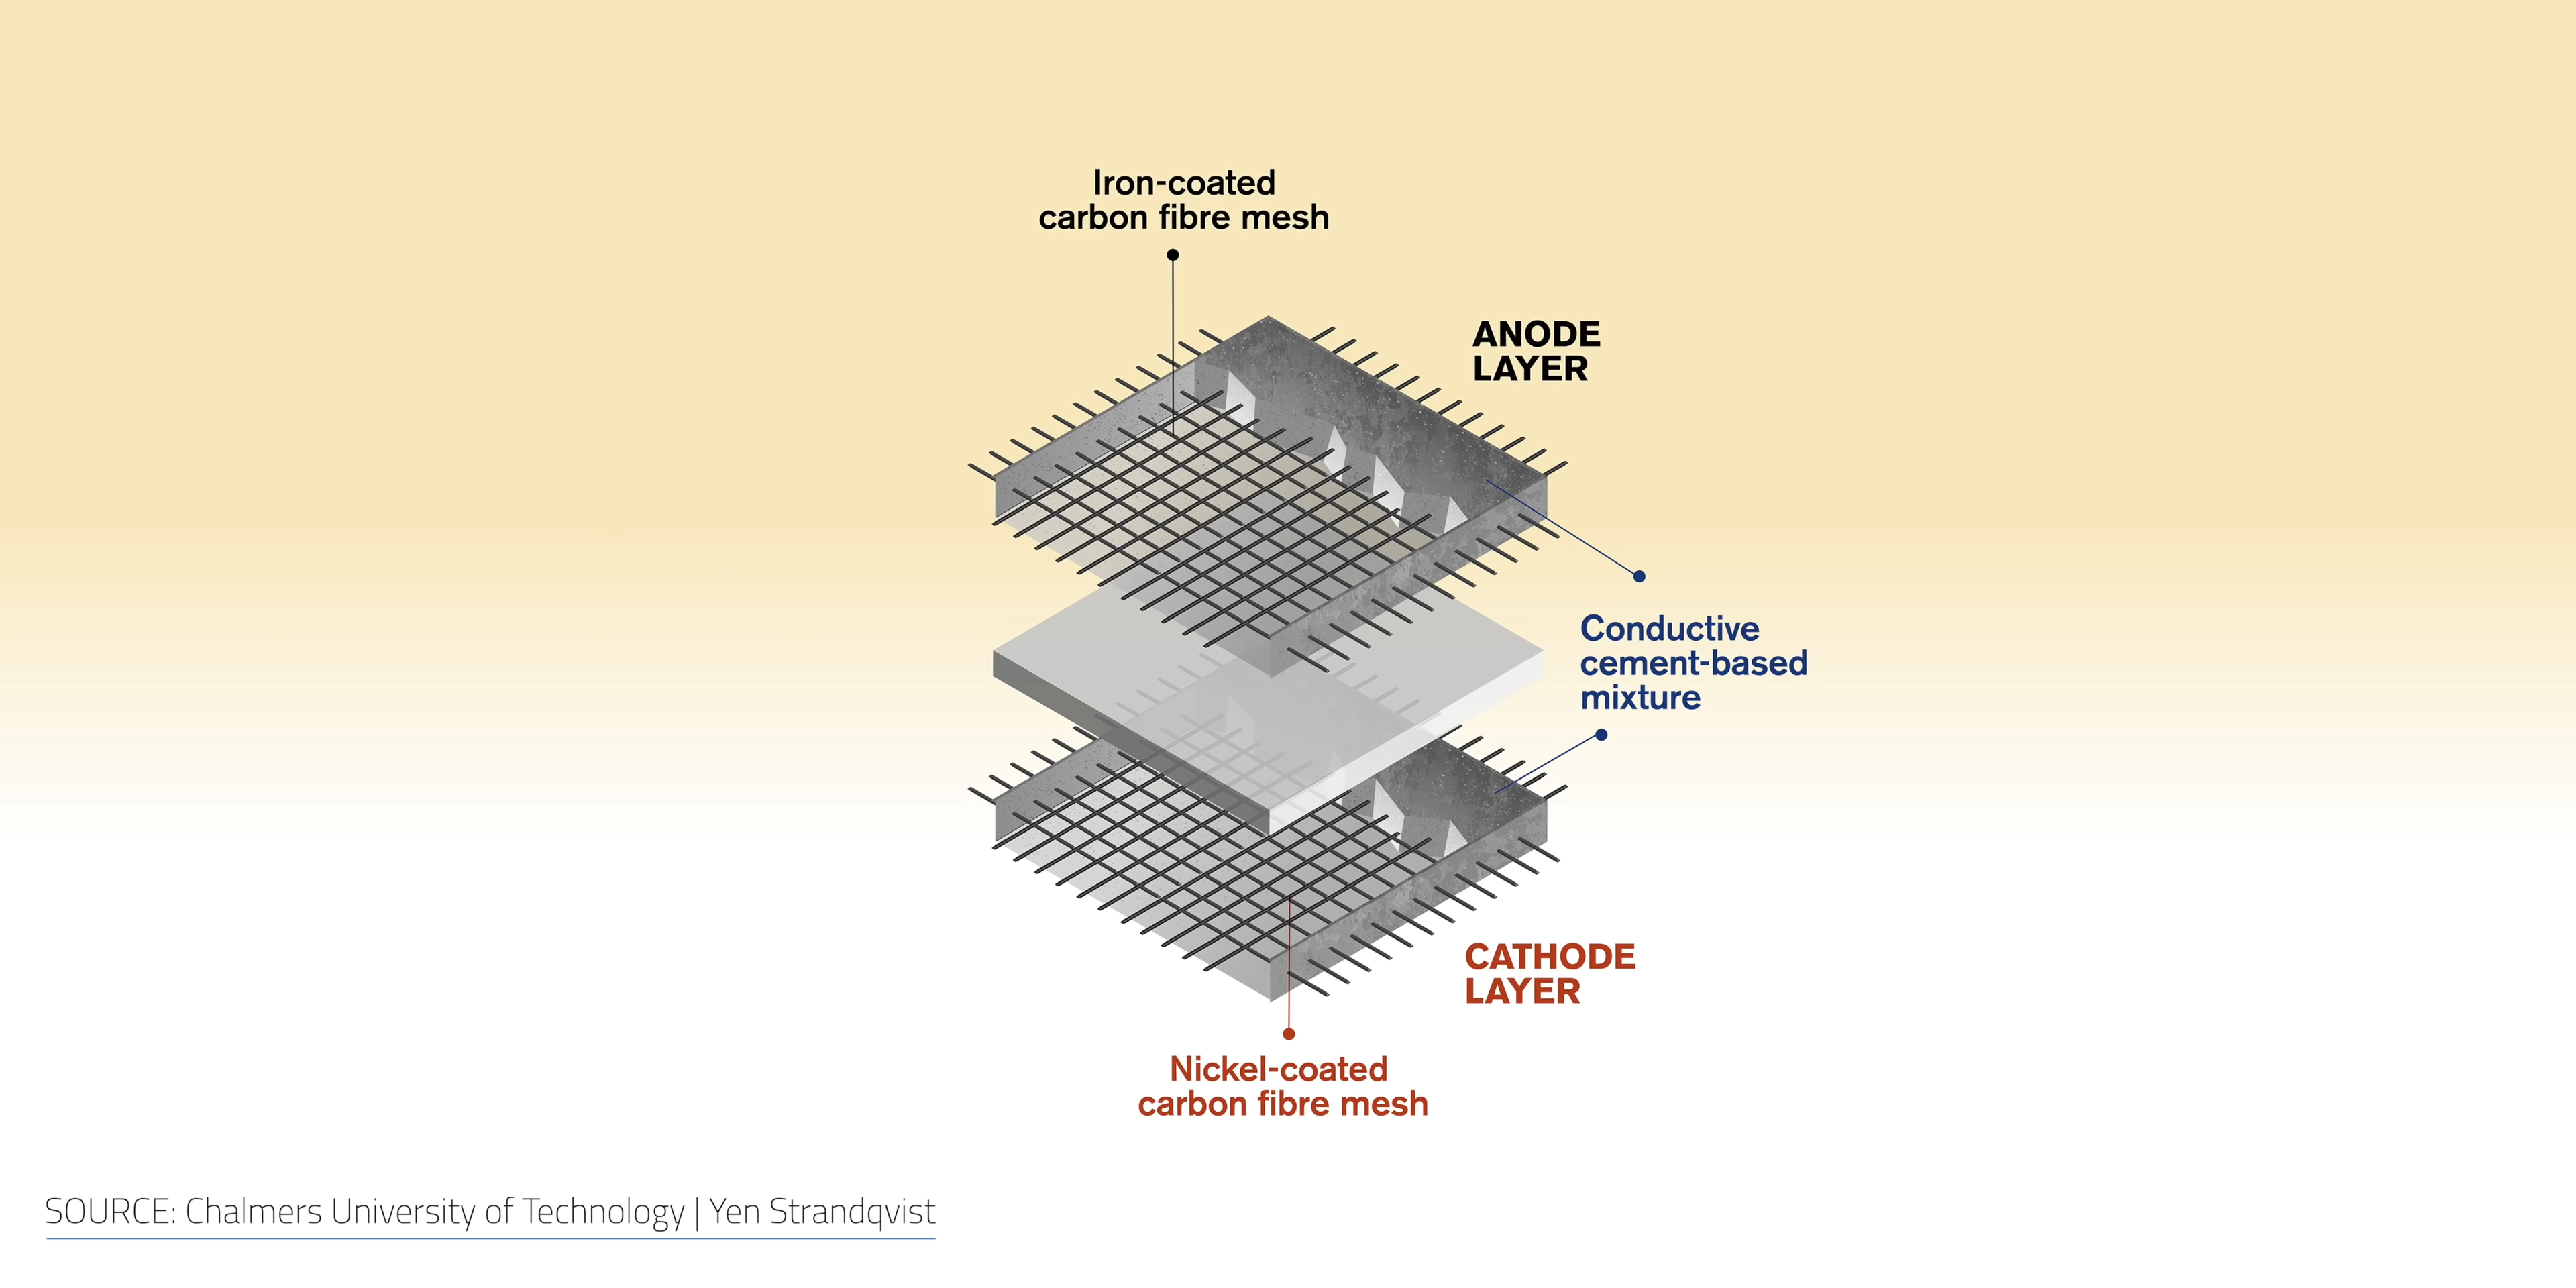 Iron-coated
carbon fibre mesh
ANODE
LAYER
Conductive
cement-based
mixture
CATHODE
LAYER
Nickel-coated
carbon fibre mesh
SOURCE: Chalmers University of Technology | Yen Strandqvist